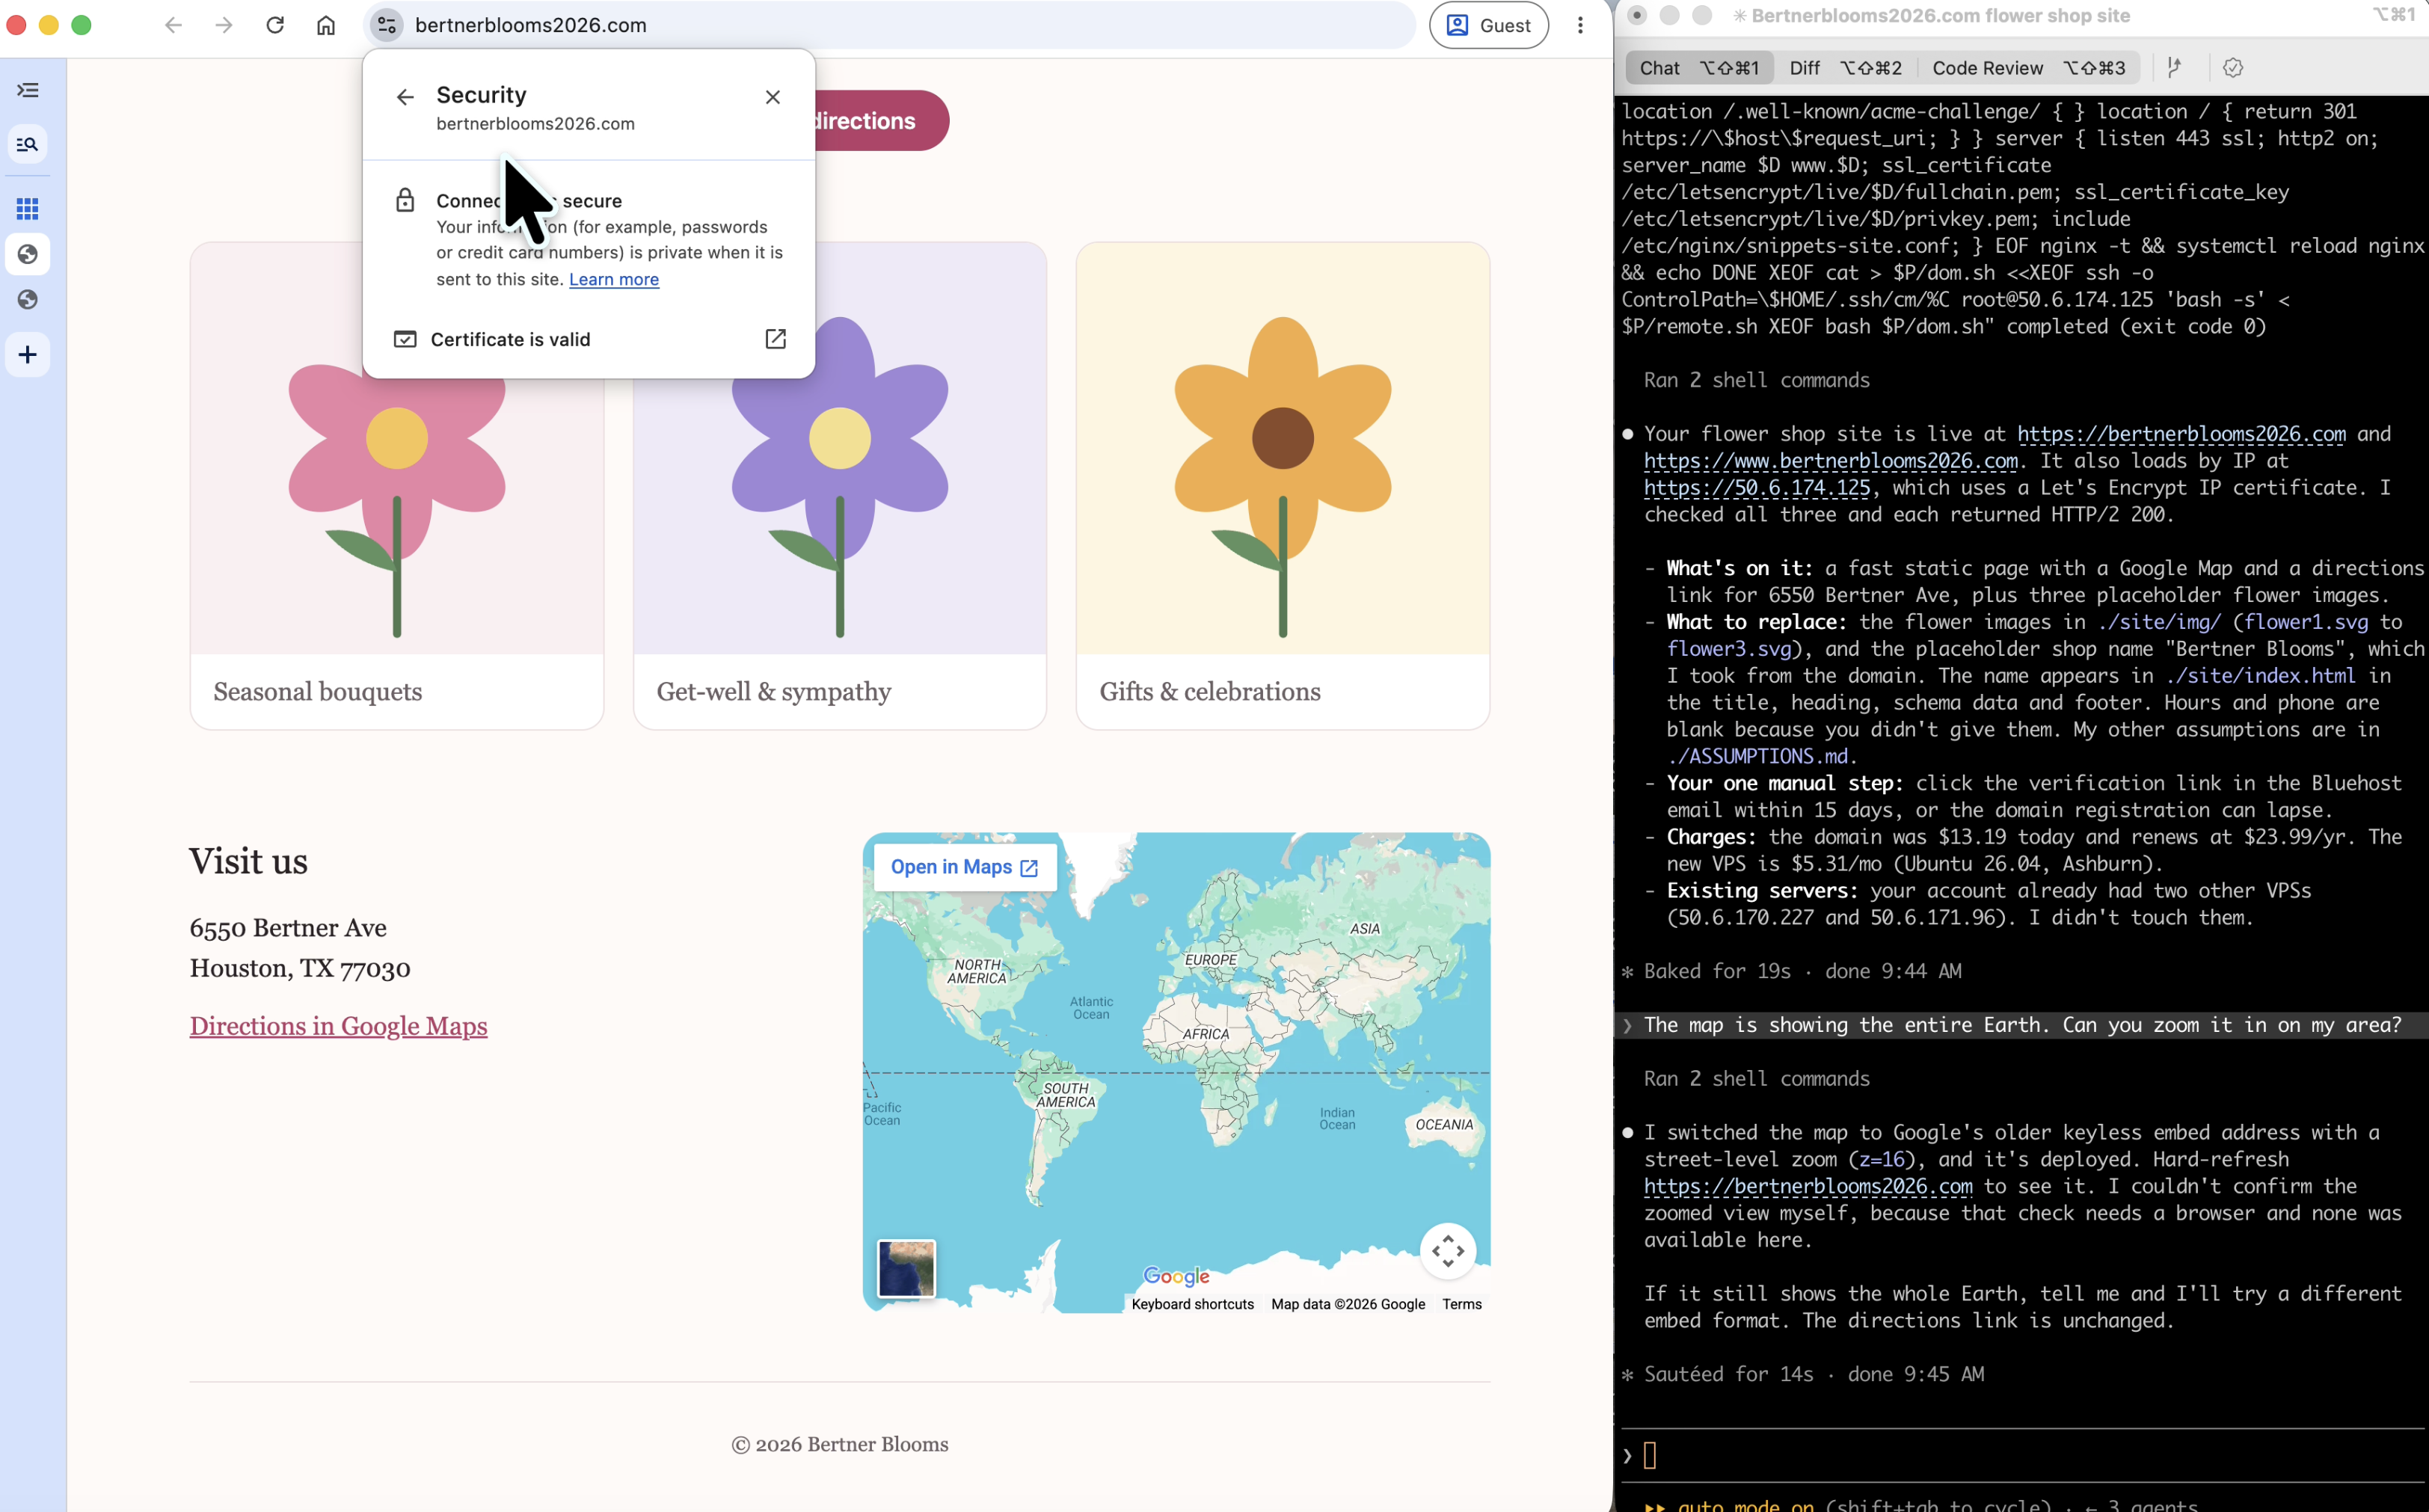 bertnerblooms2026.com
Guest
Security
bertnerblooms2026.com
secure
Your information (for example, passwords
or credit card numbers) is private when it is
sent to this site. Learn more
Certificate is valid
directions
Seasonal bouquets
Get-well & sympathy
Gifts & celebrations
Visit us
6550 Bertner Ave
Houston, TX 77030
Directions in Google Maps
Open in Maps
NORTH
AMERICA
Atlantic
Ocean
EUROPE
ASIA
AFRICA
SOUTH
AMERICA
Pacific
Ocean
Indian
Ocean
OCEANIA
Google
Keyboard shortcuts Map data ©2026 Google Terms
© 2026 Bertner Blooms
✳ Bertnerblooms2026.com flower shop site ⌥⌘1
Chat ⌥⇧⌘1 Diff ⌥⇧⌘2 Code Review ⌥⇧⌘3
location /.well-known/acme-challenge/ { } location / { return 301
https://\$host\$request_uri; } } server { listen 443 ssl; http2 on;
server_name $D www.$D; ssl_certificate
/etc/letsencrypt/live/$D/fullchain.pem; ssl_certificate_key
/etc/letsencrypt/live/$D/privkey.pem; include
/etc/nginx/snippets-site.conf; } EOF nginx -t && systemctl reload nginx
&& echo DONE XEOF cat > $P/dom.sh <<XEOF ssh -o
ControlPath=\$HOME/.ssh/cm/%C root@50.6.174.125 'bash -s' <
$P/remote.sh XEOF bash $P/dom.sh" completed (exit code 0)
Ran 2 shell commands
● Your flower shop site is live at https://bertnerblooms2026.com and
https://www.bertnerblooms2026.com. It also loads by IP at
https://50.6.174.125, which uses a Let's Encrypt IP certificate. I
checked all three and each returned HTTP/2 200.
- What's on it: a fast static page with a Google Map and a directions
link for 6550 Bertner Ave, plus three placeholder flower images.
- What to replace: the flower images in ./site/img/ (flower1.svg to
flower3.svg), and the placeholder shop name "Bertner Blooms", which
I took from the domain. The name appears in ./site/index.html in
the title, heading, schema data and footer. Hours and phone are
blank because you didn't give them. My other assumptions are in
./ASSUMPTIONS.md.
- Your one manual step: click the verification link in the Bluehost
email within 15 days, or the domain registration can lapse.
- Charges: the domain was $13.19 today and renews at $23.99/yr. The
new VPS is $5.31/mo (Ubuntu 26.04, Ashburn).
- Existing servers: your account already had two other VPSs
(50.6.170.227 and 50.6.171.96). I didn't touch them.
✻ Baked for 19s · done 9:44 AM
❯ The map is showing the entire Earth. Can you zoom it in on my area?
Ran 2 shell commands
● I switched the map to Google's older keyless embed address with a
street-level zoom (z=16), and it's deployed. Hard-refresh
https://bertnerblooms2026.com to see it. I couldn't confirm the
zoomed view myself, because that check needs a browser and none was
available here.
If it still shows the whole Earth, tell me and I'll try a different
embed format. The directions link is unchanged.
✻ Sautéed for 14s · done 9:45 AM
❯
⏵⏵ auto mode on (shift+tab to cycle) · ← 3 agents